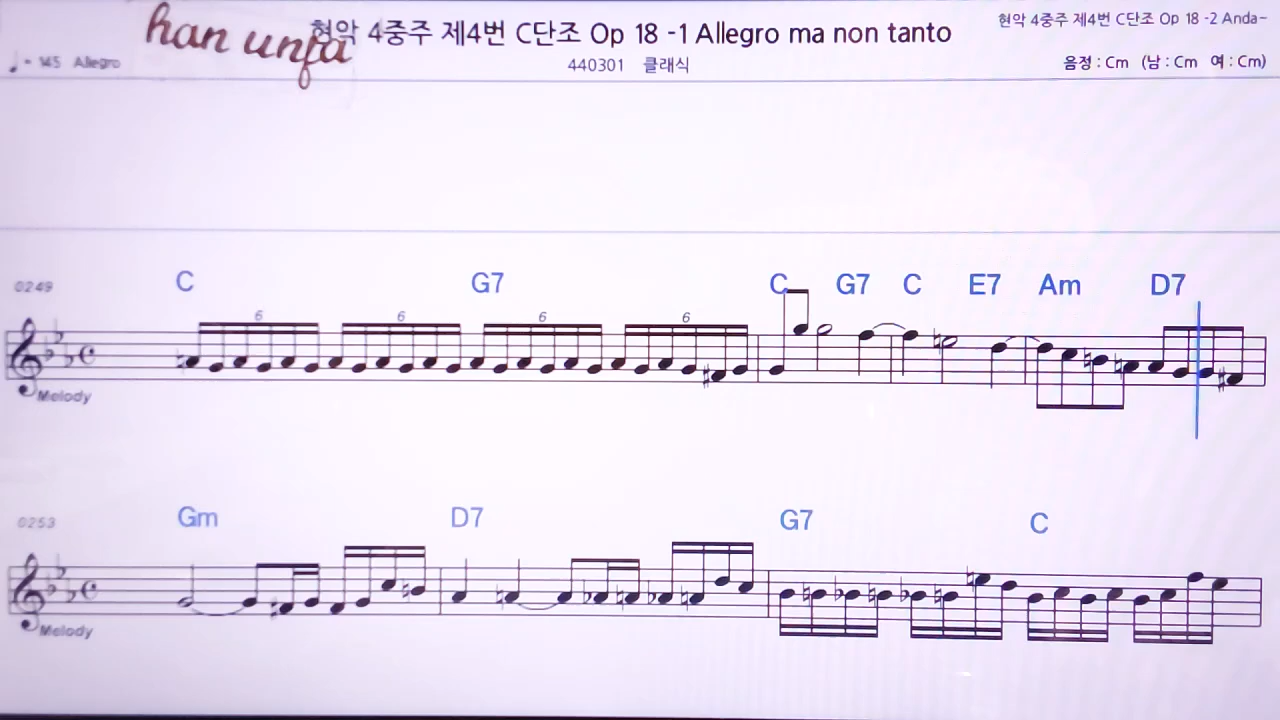 han unfa
현악 4중주 제4번 C단조 Op 18 -1 Allegro ma non tanto
현악 4중주 제4번 C단조 Op 18 -2 Anda~
♩= 145 Allegro
440301 클래식
음정 : Cm (남 : Cm 여 : Cm)
C G7 C G7 C E7 Am D7
0249
6 6 6 6
Melody
0253
Gm D7 G7 C
Melody